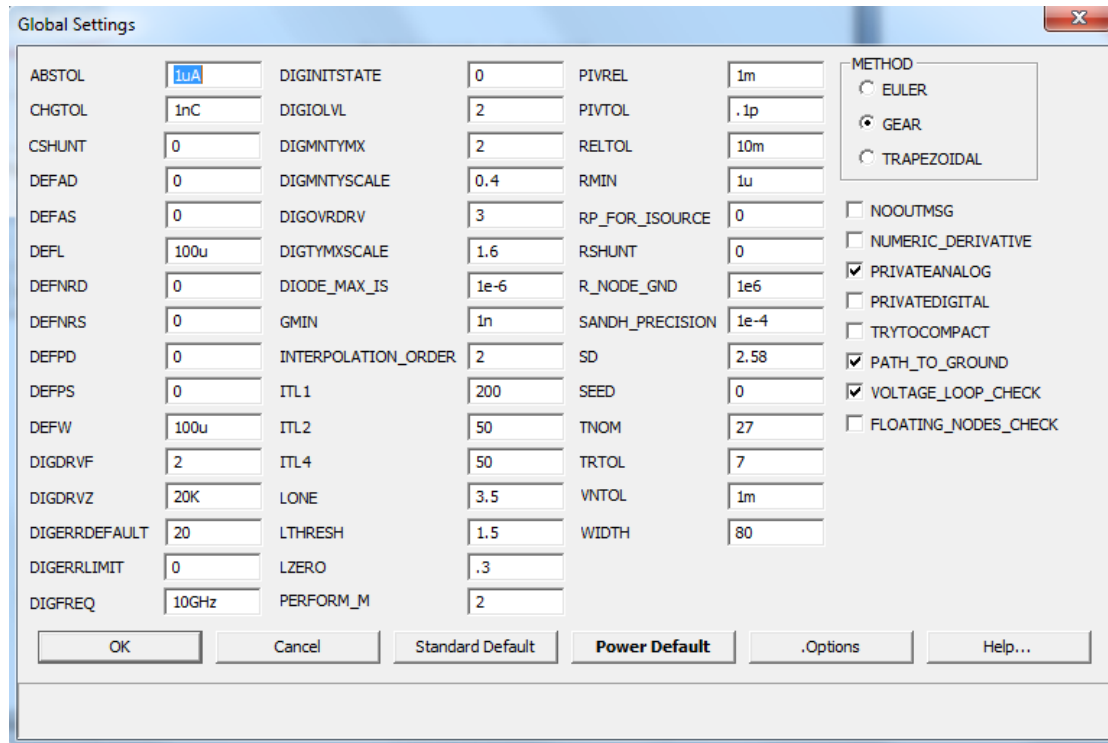 Global Settings
ABSTOL 1uA DIGINITSTATE 0 PIVREL 1m METHOD
CHGTOL 1nC DIGIOLVL 2 PIVTOL .1p EULER
CSHUNT 0 DIGMNTYMX 2 RELTOL 10m GEAR
DEFAD 0 DIGMNTYSCALE 0.4 RMIN 1u TRAPEZOIDAL
DEFAS 0 DIGOVRDRV 3 RP_FOR_ISOURCE 0 NOOUTMSG
DEFL 100u DIGTYMXSCALE 1.6 RSHUNT 0 NUMERIC_DERIVATIVE
DEFNRD 0 DIODE_MAX_IS 1e-6 R_NODE_GND 1e6 PRIVATEANALOG
DEFNRS 0 GMIN 1n SANDH_PRECISION 1e-4 PRIVATEDIGITAL
TRYTOCOMPACT
DEFPD 0 INTERPOLATION_ORDER 2 SD 2.58 PATH_TO_GROUND
DEFPS 0 ITL1 200 SEED 0 VOLTAGE_LOOP_CHECK
DEFW 100u ITL2 50 TNOM 27 FLOATING_NODES_CHECK
DIGDRVF 2 ITL4 50 TRTOL 7
DIGDRVZ 20K LONE 3.5 VNTOL 1m
DIGERRDEFAULT 20 LTHRESH 1.5 WIDTH 80
DIGERRLIMIT 0 LZERO .3
DIGFREQ 10GHz PERFORM_M 2
OK Cancel Standard Default Power Default .Options Help...